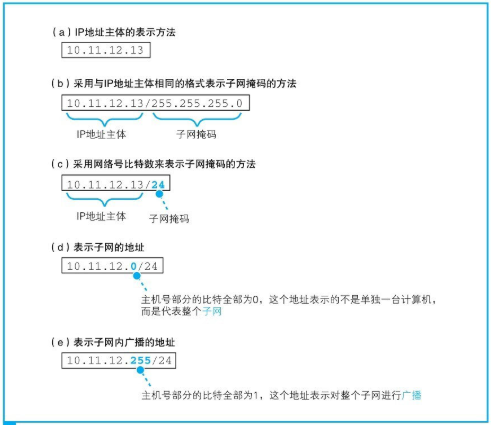 (a) IP地址主体的表示方法
10.11.12.13
(b) 采用与IP地址主体相同的格式表示子网掩码的方法
10.11.12.13/255.255.255.0
IP地址主体 子网掩码
(c) 采用网络号比特数来表示子网掩码的方法
10.11.12.13/24
IP地址主体 子网掩码
(d) 表示子网的地址
10.11.12.0/24
主机号部分的比特全部为0，这个地址表示的不是单独一台计算机，
而是代表整个子网
(e) 表示子网内广播的地址
10.11.12.255/24
主机号部分的比特全部为1，这个地址表示对整个子网进行广播